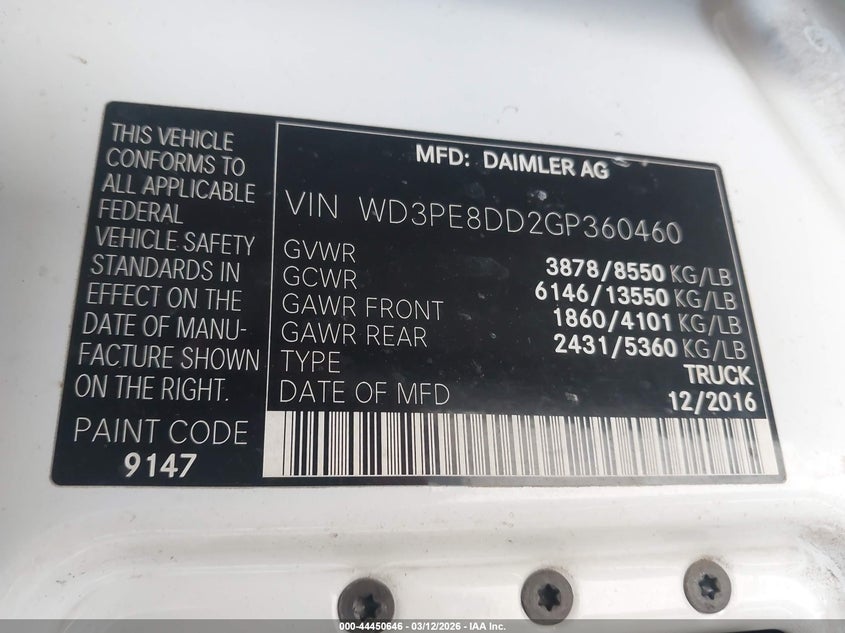 THIS VEHICLE
CONFORMS TO
ALL APPLICABLE
FEDERAL
VEHICLE SAFETY
STANDARDS IN
EFFECT ON THE
DATE OF MANU-
FACTURE SHOWN
ON THE RIGHT.
PAINT CODE
9147
MFD: DAIMLER AG
VIN WD3PE8DD2GP360460
GVWR 3878/8550 KG/LB
GCWR 6146/13550 KG/LB
GAWR FRONT 1860/4101 KG/LB
GAWR REAR 2431/5360 KG/LB
TYPE TRUCK
DATE OF MFD 12/2016
000-44450646 - 03/12/2026 - IAA Inc.